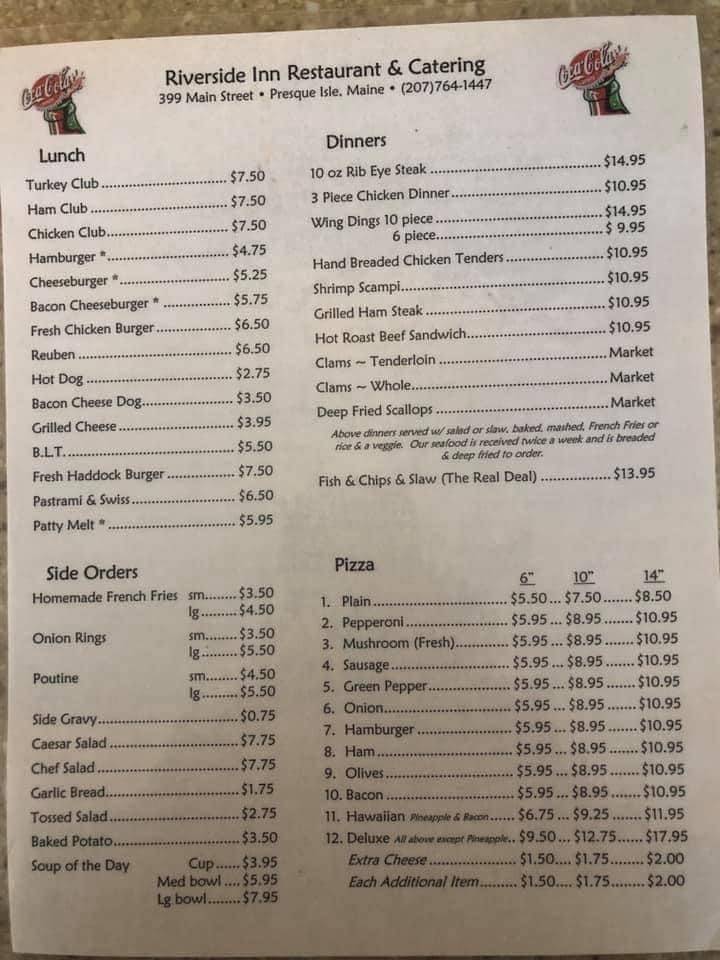 Coca-Cola
Coca-Cola
Riverside Inn Restaurant & Catering
399 Main Street • Presque Isle, Maine • (207)764-1447
Lunch
Turkey Club ............................... $7.50
Ham Club ................................. $7.50
Chicken Club.............................. $7.50
Hamburger *............................... $4.75
Cheeseburger *........................... $5.25
Bacon Cheeseburger * ................ $5.75
Fresh Chicken Burger.................. $6.50
Reuben ..................................... $6.50
Hot Dog ................................... $2.75
Bacon Cheese Dog...................... $3.50
Grilled Cheese ............................ $3.95
B.L.T. ........................................ $5.50
Fresh Haddock Burger ................ $7.50
Pastrami & Swiss......................... $6.50
Patty Melt * ............................... $5.95
Dinners
10 oz Rib Eye Steak ......................................... $14.95
3 Piece Chicken Dinner.................................... $10.95
Wing Dings 10 piece ........................................ $14.95
6 piece......................................... $ 9.95
Hand Breaded Chicken Tenders ........................ $10.95
Shrimp Scampi................................................. $10.95
Grilled Ham Steak ........................................... $10.95
Hot Roast Beef Sandwich................................. $10.95
Clams ~ Tenderloin ......................................... Market
Clams ~ Whole................................................ Market
Deep Fried Scallops ......................................... Market
Above dinners served w/ salad or slaw, baked, mashed, French Fries or
rice & a veggie. Our seafood is received twice a week and is breaded
& deep fried to order.
Fish & Chips & Slaw (The Real Deal) ................. $13.95
Side Orders
Homemade French Fries sm........ $3.50
lg......... $4.50
Onion Rings sm........ $3.50
lg......... $5.50
Poutine sm........ $4.50
lg......... $5.50
Side Gravy.................................. $0.75
Caesar Salad ............................... $7.75
Chef Salad .................................. $7.75
Garlic Bread................................ $1.75
Tossed Salad............................... $2.75
Baked Potato.............................. $3.50
Soup of the Day Cup...... $3.95
Med bowl .... $5.95
Lg bowl........ $7.95
Pizza
6" 10" 14"
1. Plain ................................. $5.50 ... $7.50 ....... $8.50
2. Pepperoni ......................... $5.95 ... $8.95 ....... $10.95
3. Mushroom (Fresh)............. $5.95 ... $8.95 ....... $10.95
4. Sausage............................. $5.95 ... $8.95 ....... $10.95
5. Green Pepper.................... $5.95 ... $8.95 ....... $10.95
6. Onion............................... $5.95 ... $8.95 ....... $10.95
7. Hamburger ....................... $5.95 ... $8.95 ....... $10.95
8. Ham ................................. $5.95 ... $8.95 ....... $10.95
9. Olives ............................... $5.95 ... $8.95 ....... $10.95
10. Bacon ............................... $5.95 ... $8.95 ....... $10.95
11. Hawaiian Pineapple & Bacon...... $6.75 ... $9.25 ....... $11.95
12. Deluxe All above except Pineapple.. $9.50 ... $12.75...... $17.95
Extra Cheese ..................... $1.50.... $1.75........ $2.00
Each Additional Item......... $1.50.... $1.75........ $2.00